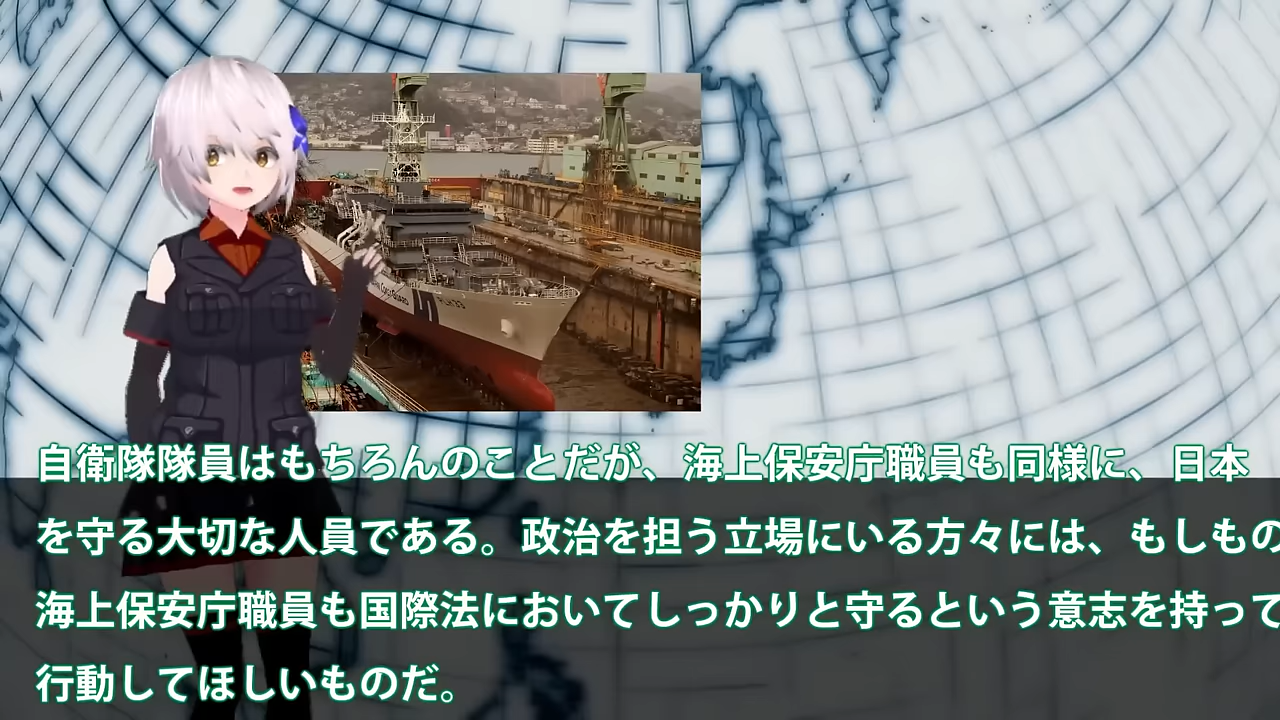 JAPAN COAST GUARD
PLH33
自衛隊隊員はもちろんのことだが、海上保安庁職員も同様に、日本
を守る大切な人員である。政治を担う立場にいる方々には、もしもの
海上保安庁職員も国際法においてしっかりと守るという意志を持って
行動してほしいものだ。